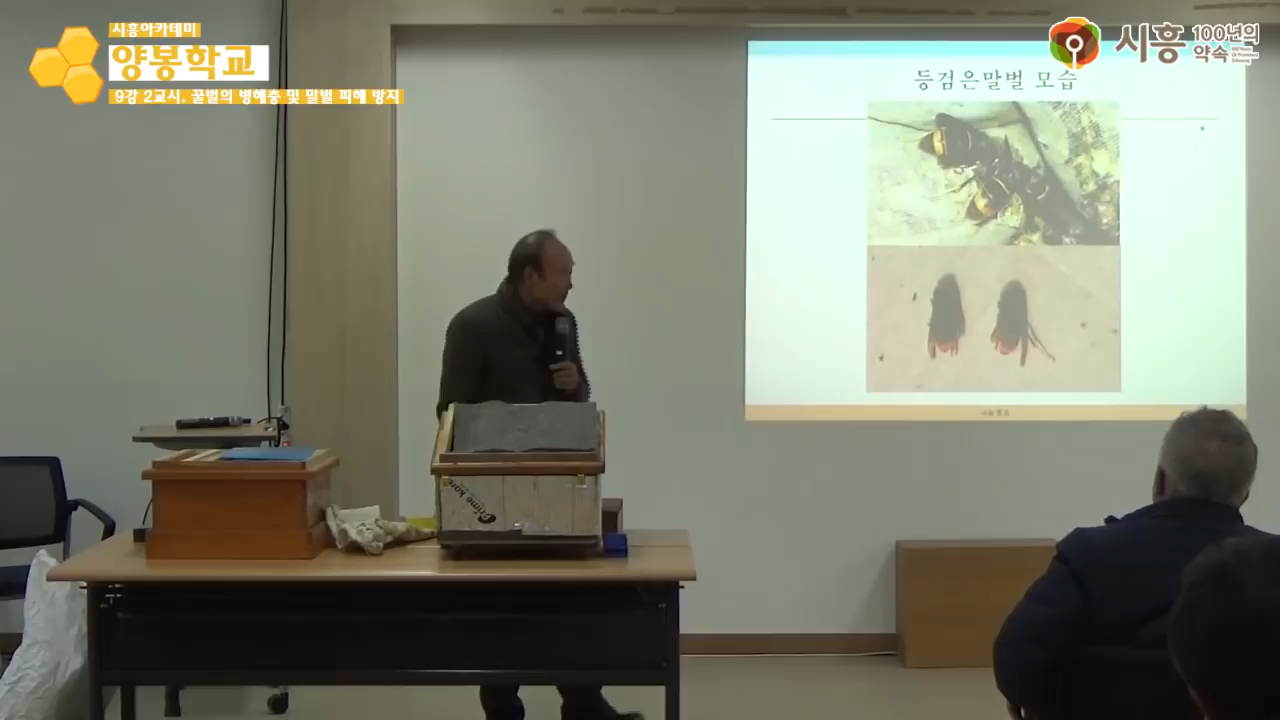 시흥아카데미
양봉학교
9강 2교시. 꿀벌의 병해충 및 말벌 피해 방지
시흥
100년의
약속
등검은말벌 모습
Prime kore